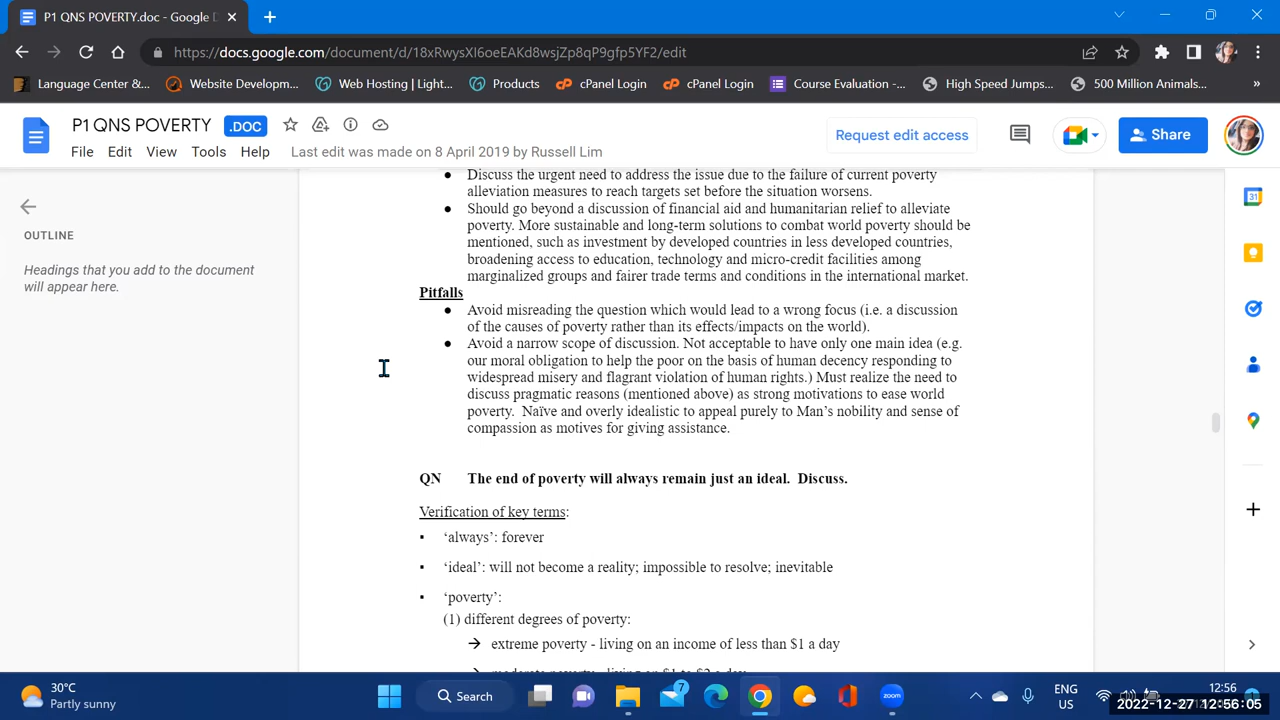 P1 QNS POVERTY.doc - Google D
https://docs.google.com/document/d/18xRwysXI6oeEAKd8wsjZp8qP9gfp5YF2/edit
Language Center &... Website Developm... Web Hosting | Light... Products cPanel Login cPanel Login Course Evaluation -... High Speed Jumps... 500 Million Animals... »
P1 QNS POVERTY .DOC
Request edit access
Share
File Edit View Tools Help Last edit was made on 8 April 2019 by Russell Lim
OUTLINE
Headings that you add to the document
will appear here.
• Discuss the urgent need to address the issue due to the failure of current poverty
alleviation measures to reach targets set before the situation worsens.
• Should go beyond a discussion of financial aid and humanitarian relief to alleviate
poverty. More sustainable and long-term solutions to combat world poverty should be
mentioned, such as investment by developed countries in less developed countries,
broadening access to education, technology and micro-credit facilities among
marginalized groups and fairer trade terms and conditions in the international market.
Pitfalls
• Avoid misreading the question which would lead to a wrong focus (i.e. a discussion
of the causes of poverty rather than its effects/impacts on the world).
• Avoid a narrow scope of discussion. Not acceptable to have only one main idea (e.g.
our moral obligation to help the poor on the basis of human decency responding to
widespread misery and flagrant violation of human rights.) Must realize the need to
discuss pragmatic reasons (mentioned above) as strong motivations to ease world
poverty. Naïve and overly idealistic to appeal purely to Man's nobility and sense of
compassion as motives for giving assistance.
QN The end of poverty will always remain just an ideal. Discuss.
Verification of key terms:
▪ ‘always’: forever
▪ ‘ideal’: will not become a reality; impossible to resolve; inevitable
▪ ‘poverty’:
(1) different degrees of poverty:
→ extreme poverty - living on an income of less than $1 a day
→ moderate poverty - living on $1 to $2 a day
31
30°C
Partly sunny
Search
7
zoom
ENG
US
12:56
2022-12-27 12:56:05